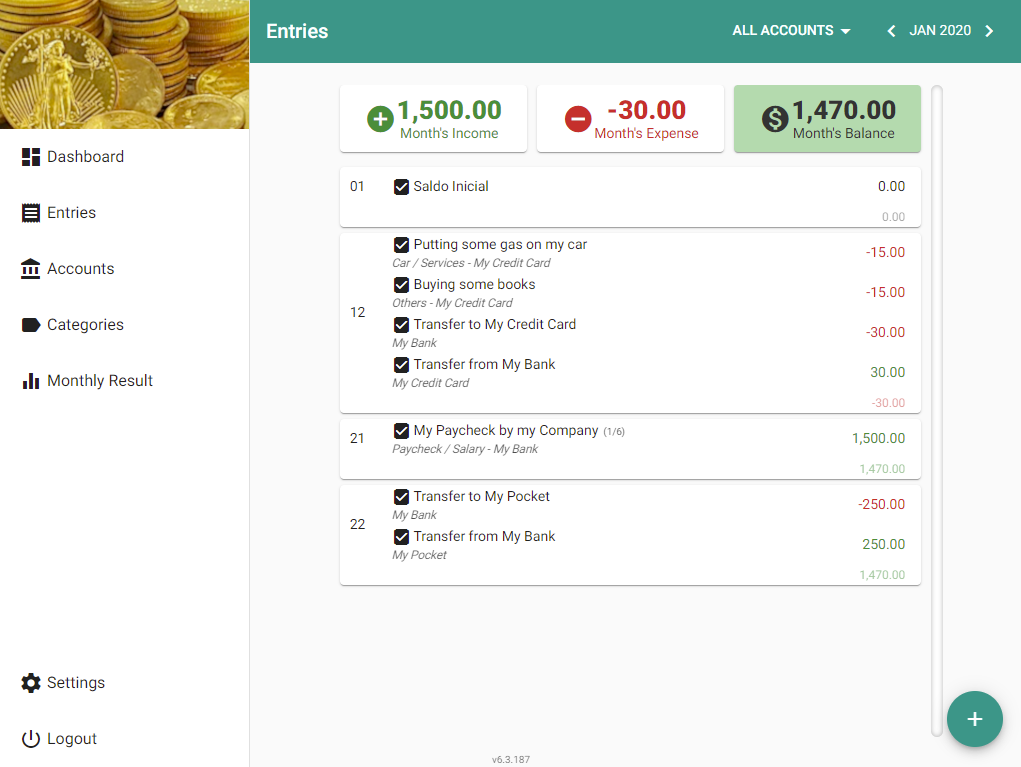 Entries
ALL ACCOUNTS
JAN 2020
Dashboard
Entries
Accounts
Categories
Monthly Result
Settings
Logout
1,500.00
Month's Income
-30.00
Month's Expense
1,470.00
Month's Balance
01 Saldo Inicial 0.00
0.00
12
Putting some gas on my car -15.00
Car / Services - My Credit Card
Buying some books -15.00
Others - My Credit Card
Transfer to My Credit Card -30.00
My Bank
Transfer from My Bank 30.00
My Credit Card
-30.00
21 My Paycheck by my Company (1/6) 1,500.00
Paycheck / Salary - My Bank
1,470.00
22
Transfer to My Pocket -250.00
My Bank
Transfer from My Bank 250.00
My Pocket
1,470.00
v6.3.187